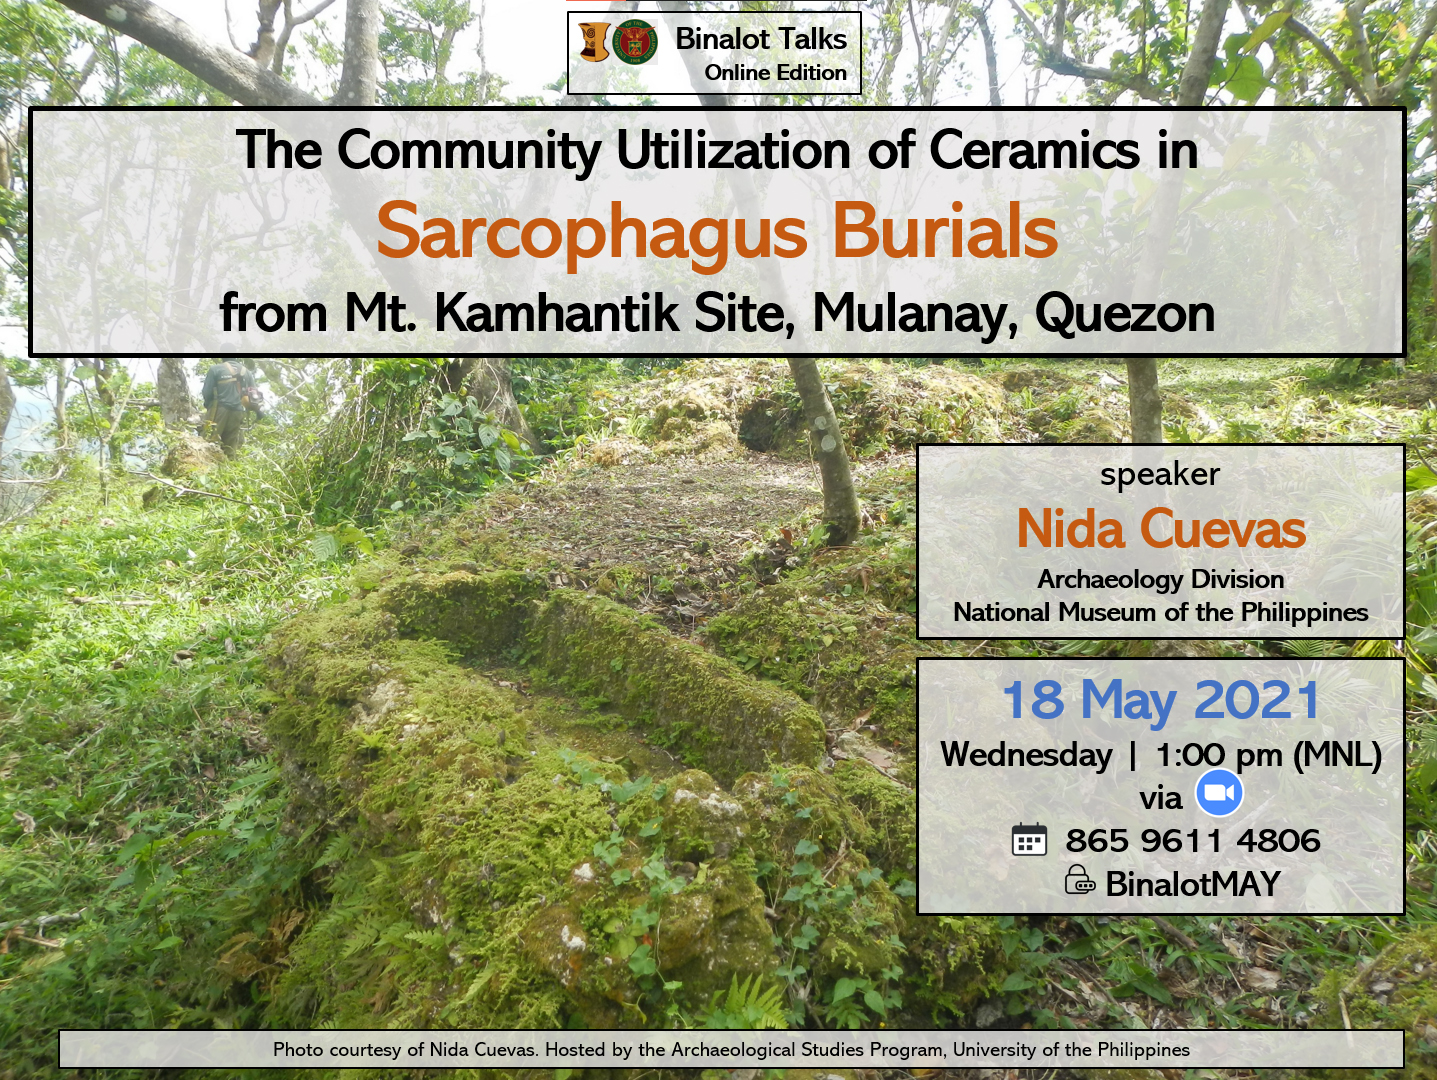 Binalot Talks
Online Edition
The Community Utilization of Ceramics in
Sarcophagus Burials
from Mt. Kamhantik Site, Mulanay, Quezon
speaker
Nida Cuevas
Archaeology Division
National Museum of the Philippines
18 May 2021
Wednesday | 1:00 pm (MNL)
via
865 9611 4806
BinalotMAY
Photo courtesy of Nida Cuevas. Hosted by the Archaeological Studies Program, University of the Philippines